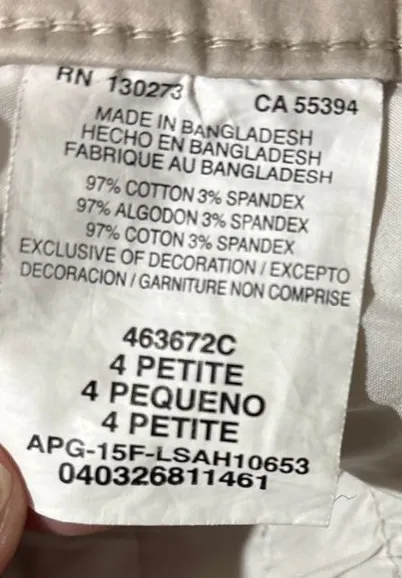 RN 130273 CA 55394
MADE IN BANGLADESH
HECHO EN BANGLADESH
FABRIQUE AU BANGLADESH
97% COTTON 3% SPANDEX
97% ALGODON 3% SPANDEX
97% COTON 3% SPANDEX
EXCLUSIVE OF DECORATION / EXCEPTO
DECORACION / GARNITURE NON COMPRISE
463672C
4 PETITE
4 PEQUENO
4 PETITE
APG-15F-LSAH10653
040326811461